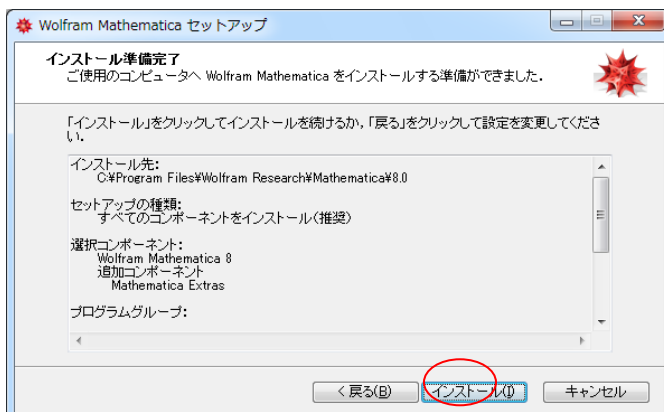 Wolfram Mathematica セットアップ
インストール準備完了
ご使用のコンピュータへ Wolfram Mathematica をインストールする準備ができました.
「インストール」をクリックしてインストールを続けるか,「戻る」をクリックして設定を変更してくださ
い.
インストール先:
C:¥Program Files¥Wolfram Research¥Mathematica¥8.0
セットアップの種類:
すべてのコンポーネントをインストール(推奨)
選択コンポーネント:
Wolfram Mathematica 8
追加コンポーネント
Mathematica Extras
プログラムグループ:
< 戻る(B) インストール(I) キャンセル